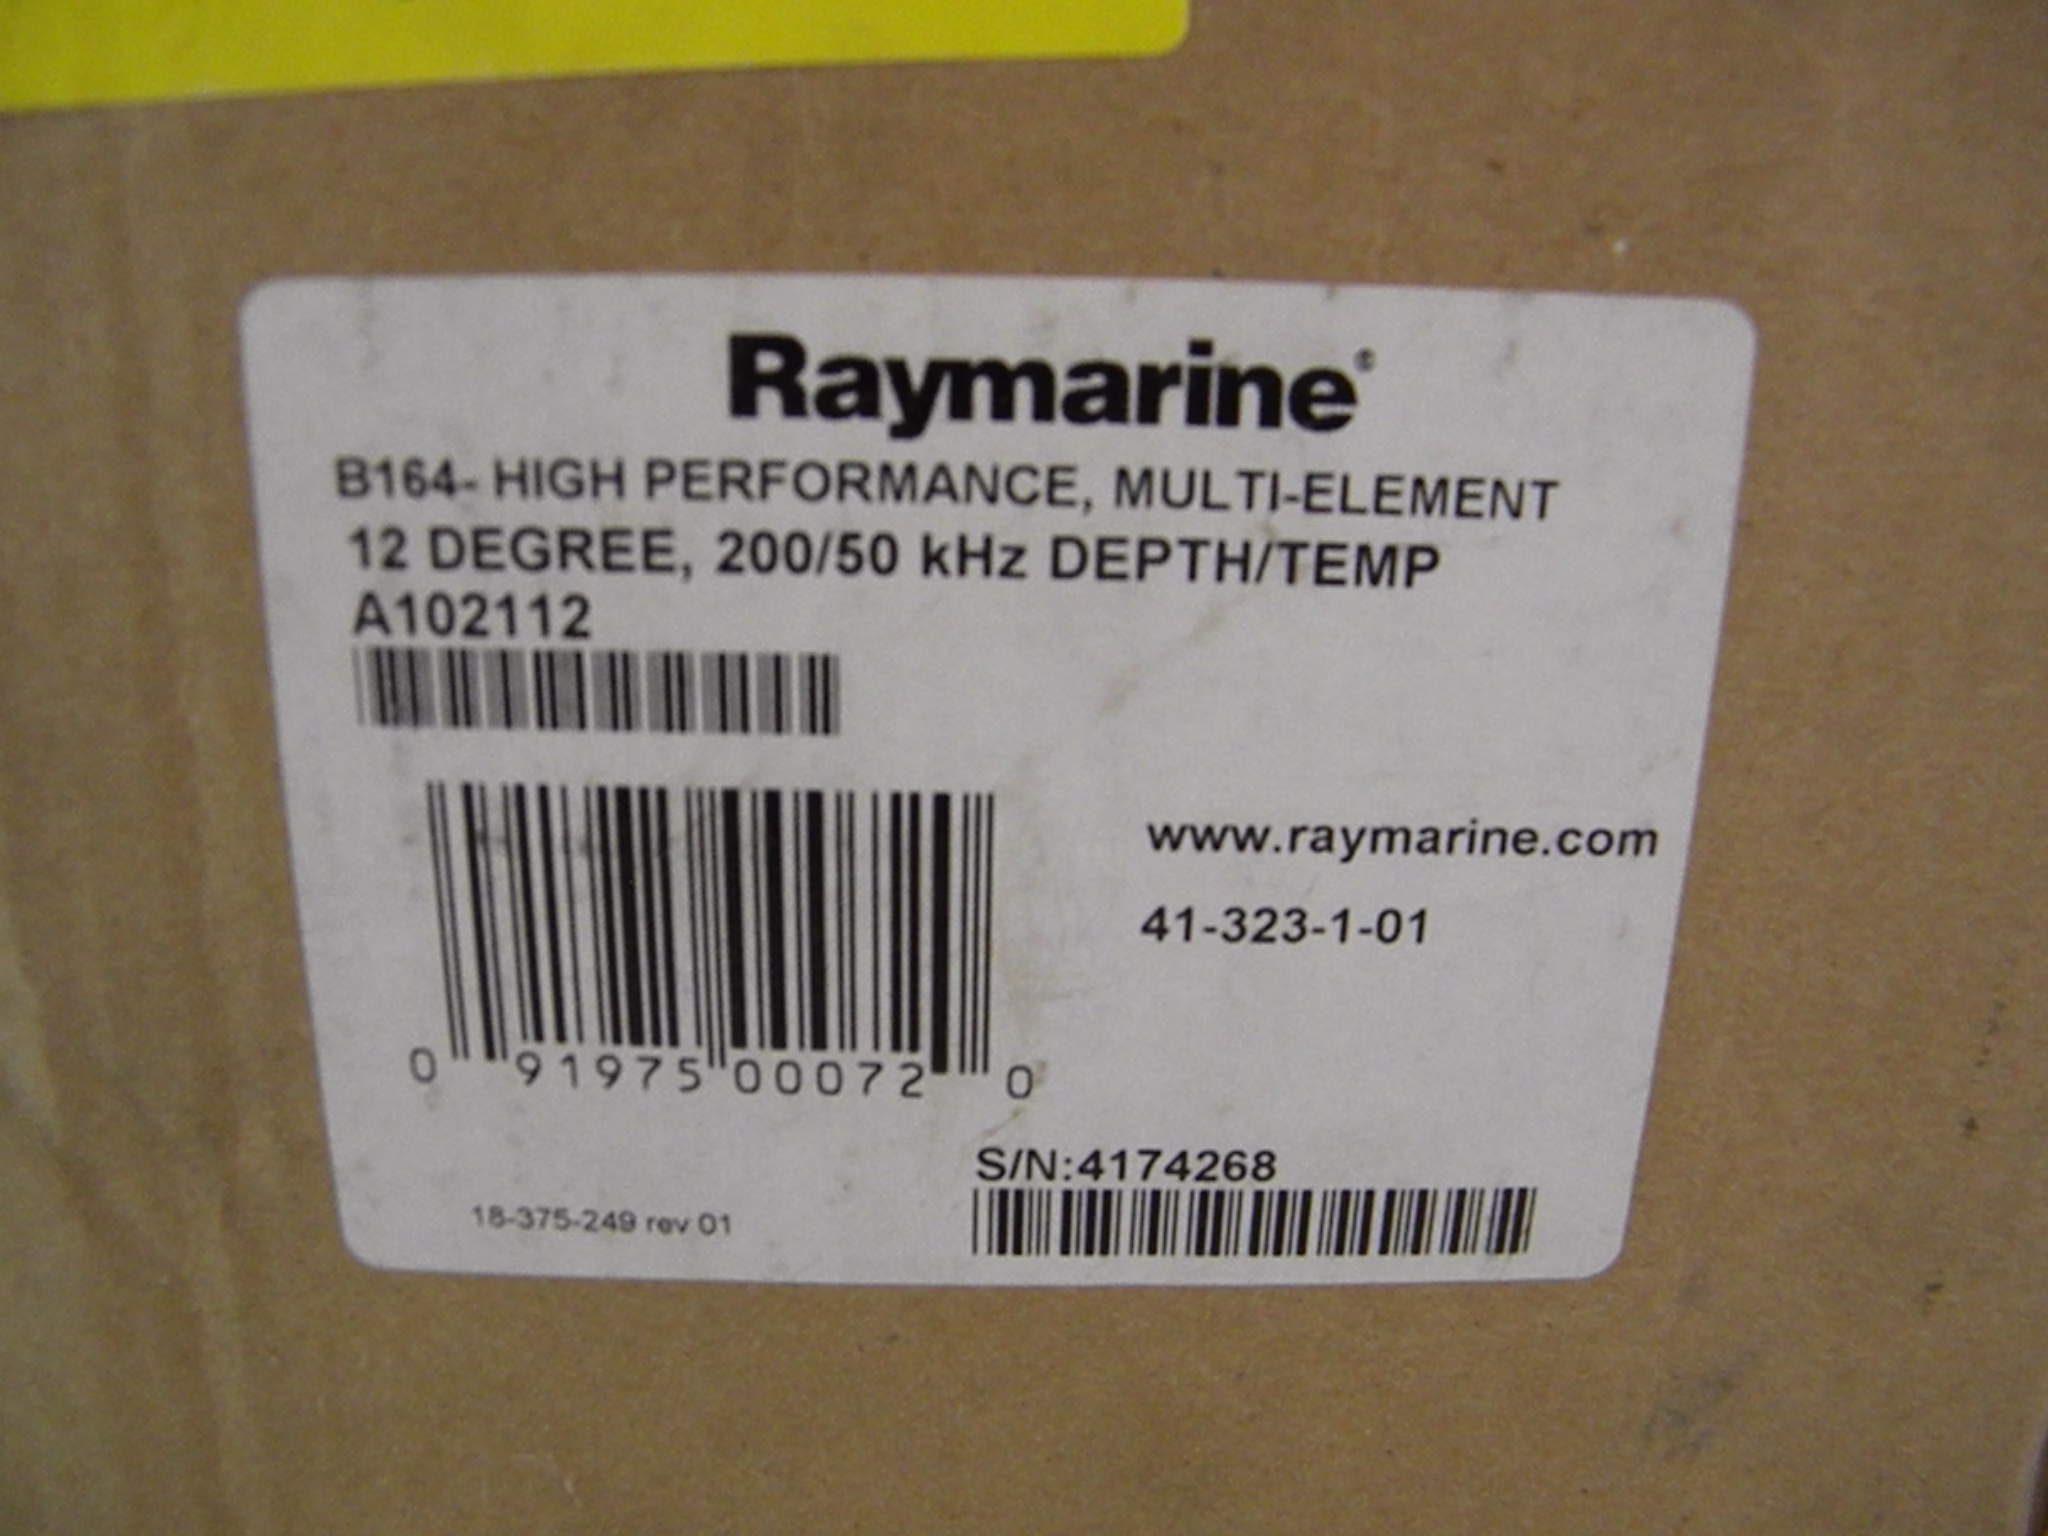 Raymarine®
B164- HIGH PERFORMANCE, MULTI-ELEMENT
12 DEGREE, 200/50 kHz DEPTH/TEMP
A102112
www.raymarine.com
41-323-1-01
0 91975 00072 0
S/N:4174268
18-375-249 rev 01